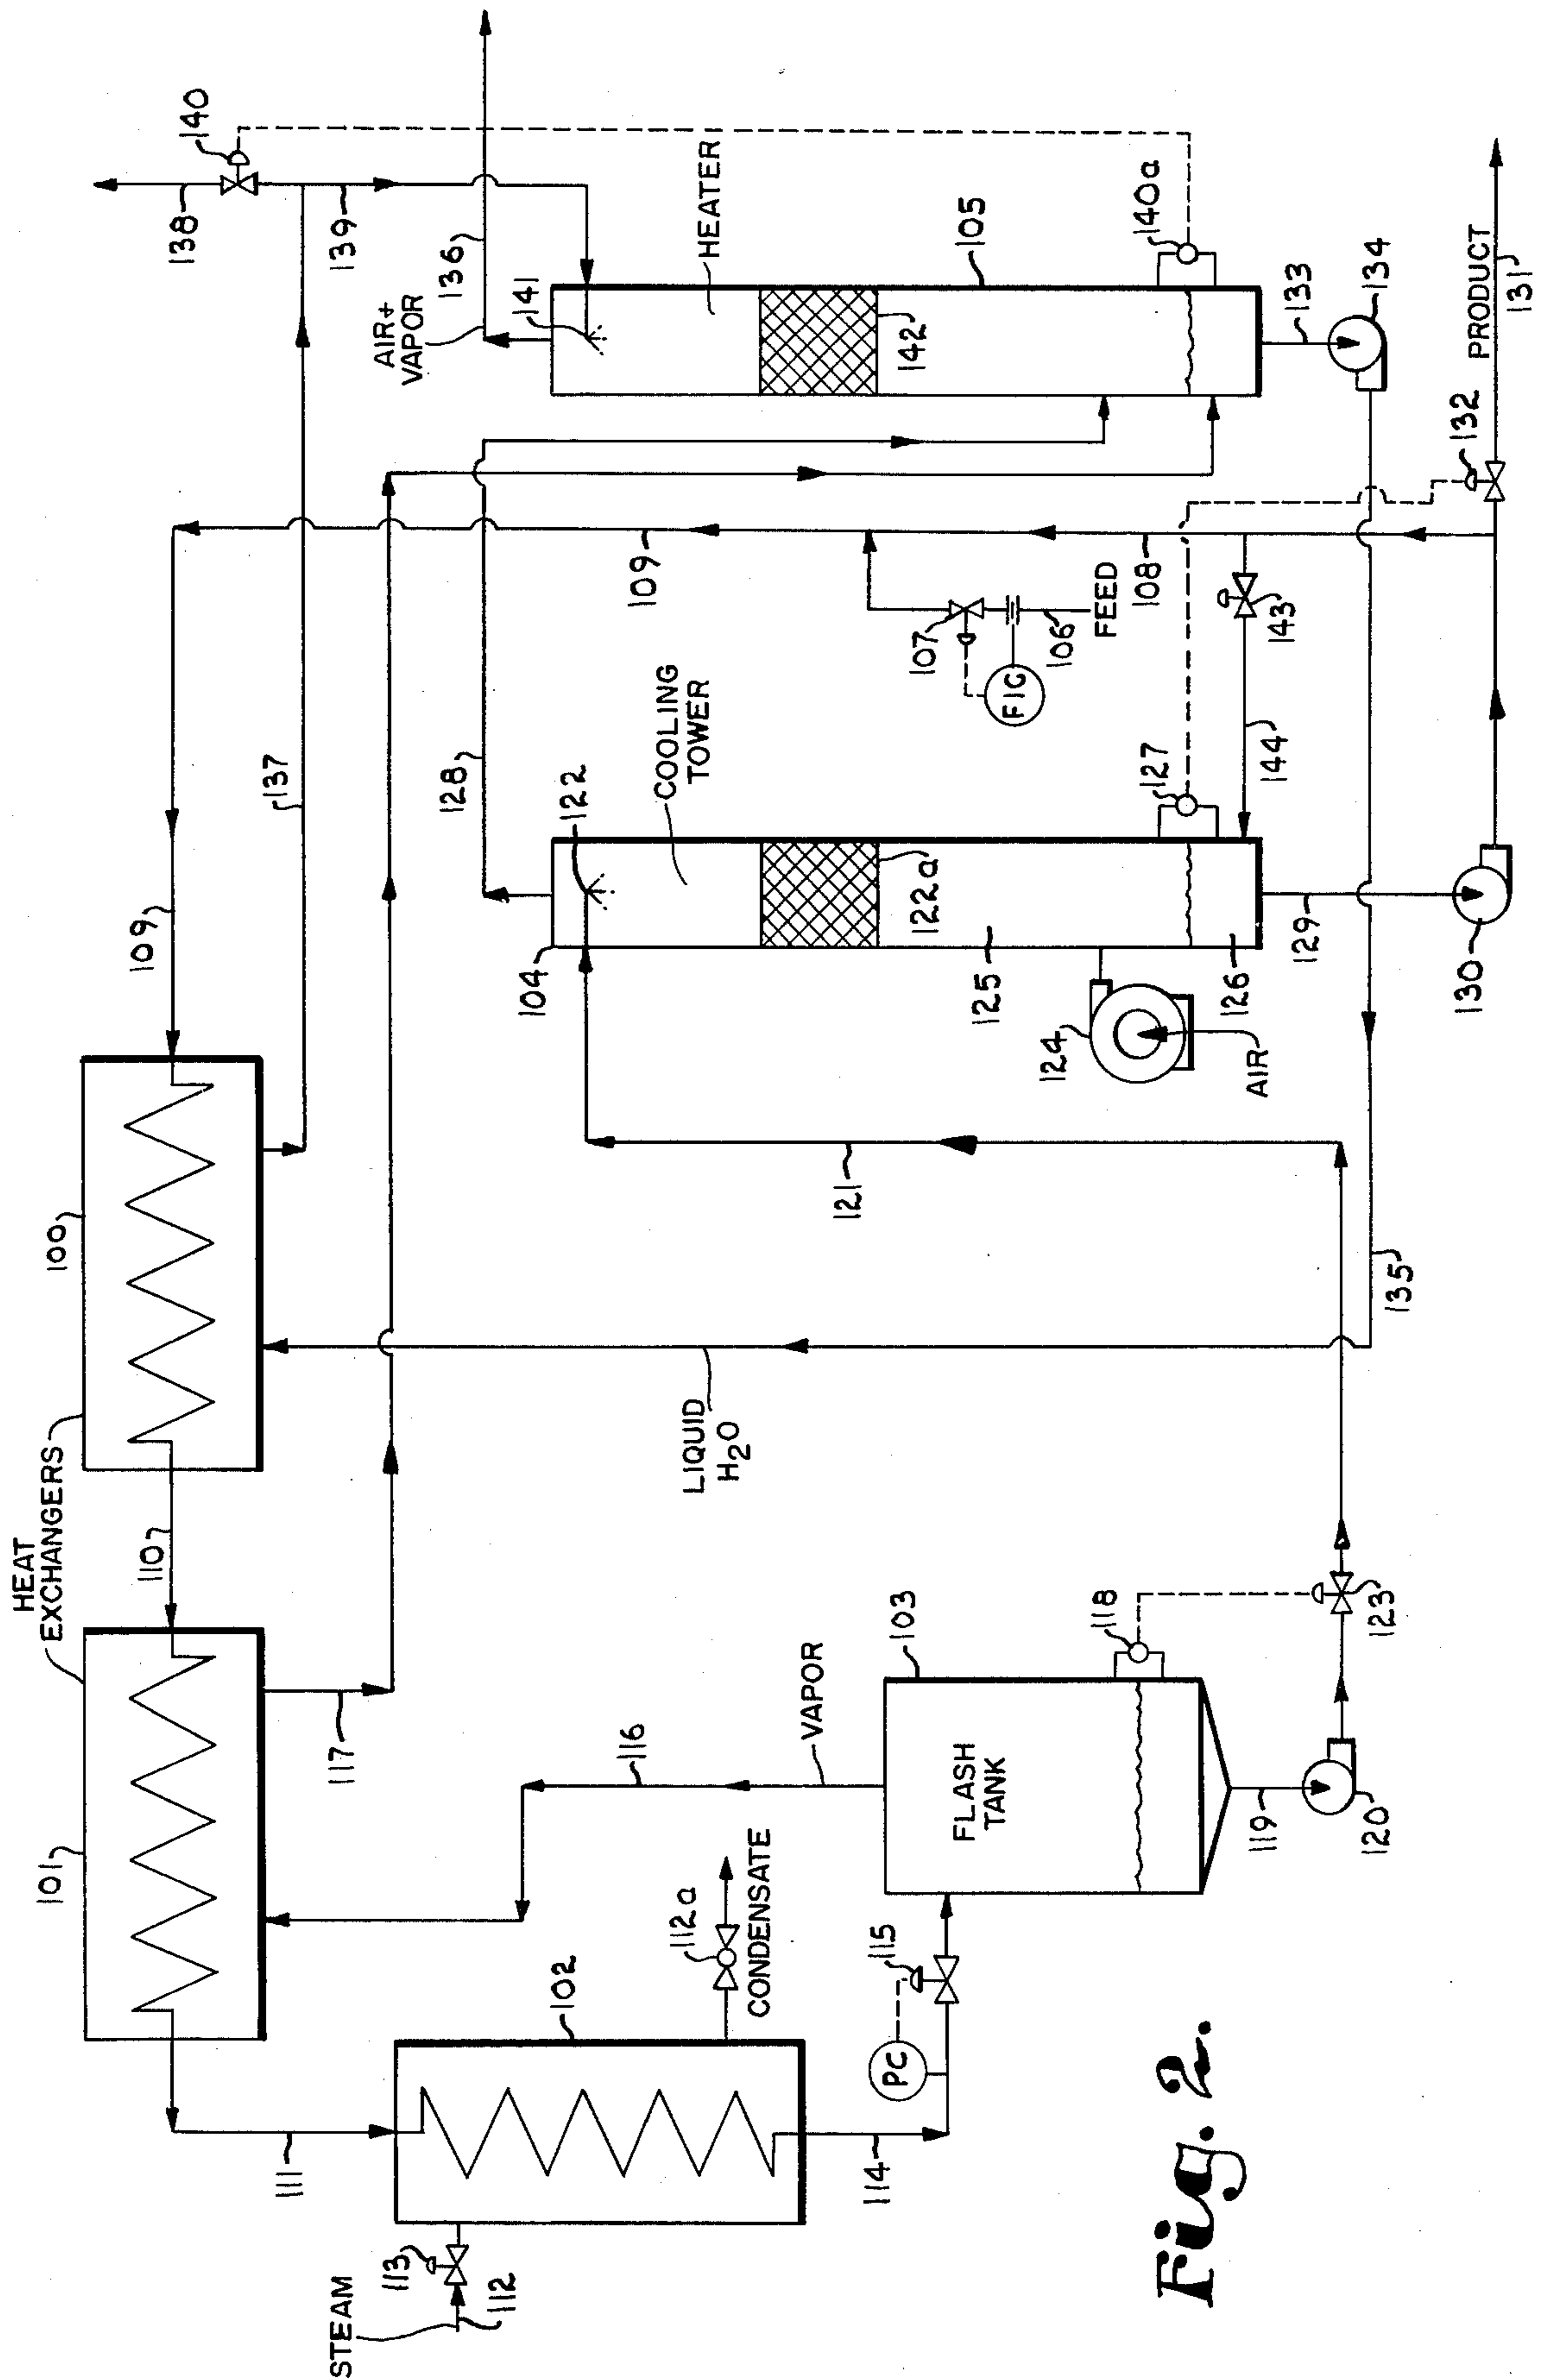 HEAT
EXCHANGERS
100
101
109
110
111
137
138
139
140
136
AIR+
VAPOR
141
HEATER
105
142
140a
133
134
PRODUCT
131
132
109
108
107
106
FEED
FIC
143
144
128
122
COOLING
TOWER
104
122a
125
126
127
124
AIR
129
130
121
135
LIQUID
H2O
117
116
VAPOR
103
FLASH
TANK
118
119
120
123
STEAM
112
113
102
112a
CONDENSATE
114
115
PC
Fig. 2.